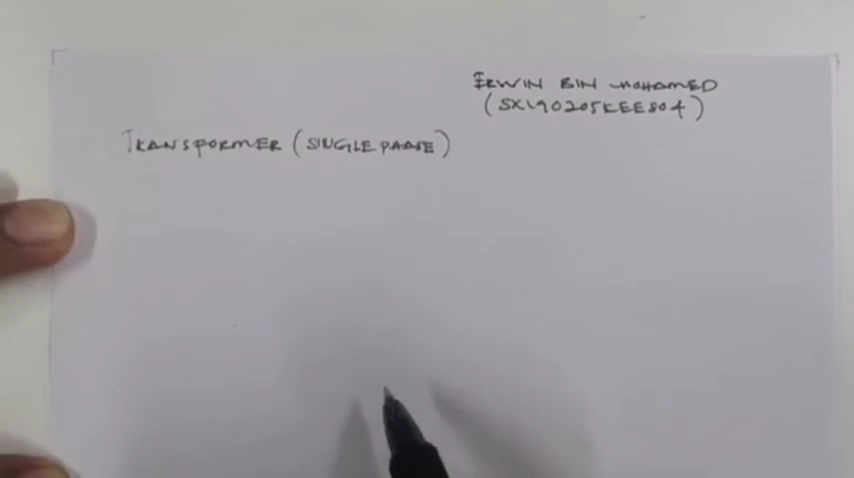 ERWIN BIN MOHAMED
(SX190205KEES04)
TRANSFORMER (SINGLE PHASE)